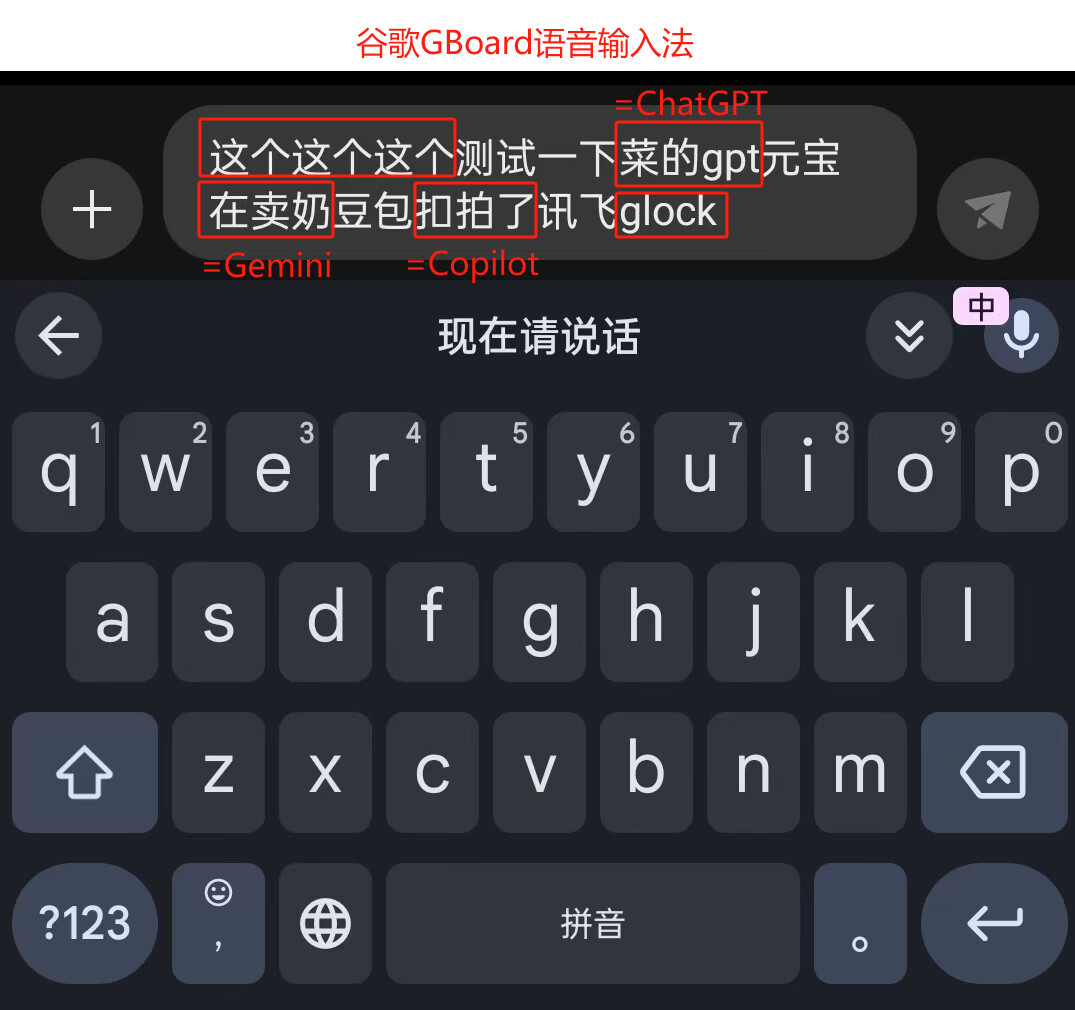 谷歌GBoard语音输入法
=ChatGPT
这个这个这个测试一下菜的gpt元宝
在卖奶豆包扣拍了讯飞glock
=Gemini =Copilot
现在请说话
中
q1 w2 e3 r4 t5 y6 u7 i8 o9 p0
a s d f g h j k l
z x c v b n m
?123 , 拼音 。